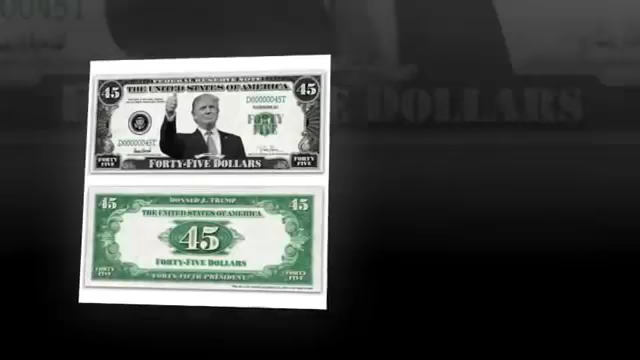 45T
DOLLARS
FEDERAL RESERVE NOTE
45 THE UNITED STATES OF AMERICA 45
D00000045T
FORTY
FIVE
D00000045T
FORTY FIVE FORTY-FIVE DOLLARS FORTY FIVE
DONALD J. TRUMP
45 THE UNITED STATES OF AMERICA 45
45
FORTY-FIVE DOLLARS
FORTY FIVE FORTY-FIFTH PRESIDENT FORTY FIVE